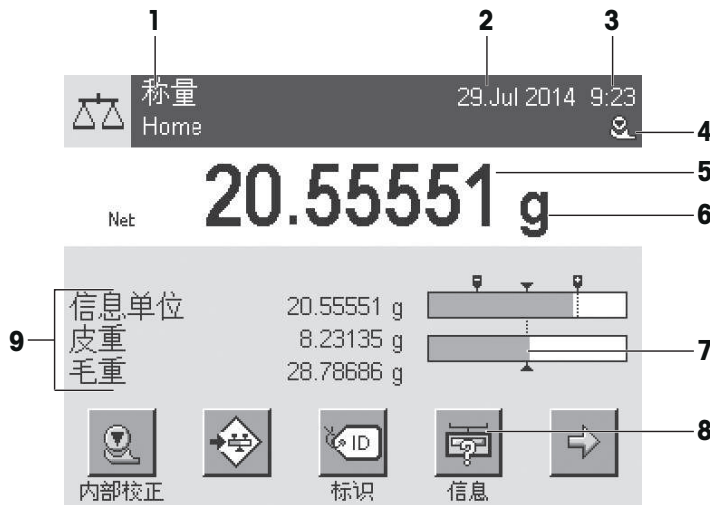 1
2
3
称量
29.Jul 2014 9:23
Home
4
5
20.55551 g
6
Net
9
信息单位 20.55551 g
皮重 8.23135 g
7
毛重 28.78686 g
8
ID
内部校正
标识
信息